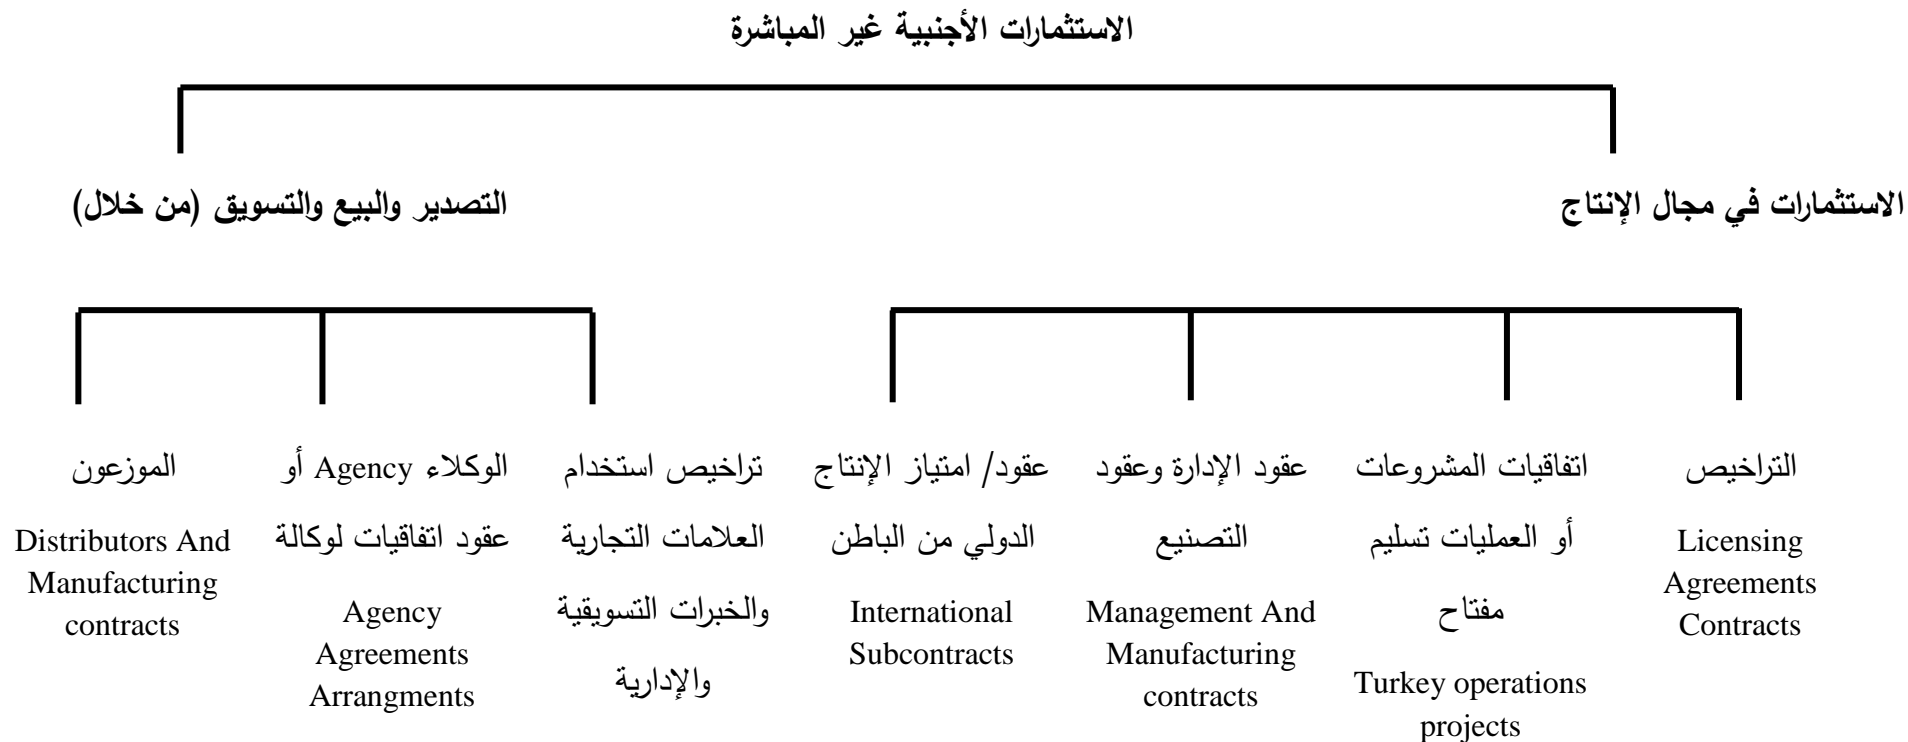 الاستثمارات الأجنبية غير المباشرة
الاستثمارات في مجال الإنتاج
التصدير والبيع والتسويق (من خلال)
التراخيص
Licensing
Agreements
Contracts
اتفاقيات المشروعات
أو العمليات تسليم
مفتاح
Turkey operations
projects
عقود الإدارة وعقود
التصنيع
Management And
Manufacturing
contracts
عقود/ امتياز الإنتاج
الدولي من الباطن
International
Subcontracts
تراخيص استخدام
العلامات التجارية
والخبرات التسويقية
والإدارية
الوكلاء Agency أو
عقود اتفاقيات لوكالة
Agency
Agreements
Arrangments
الموزعون
Distributors And
Manufacturing
contracts